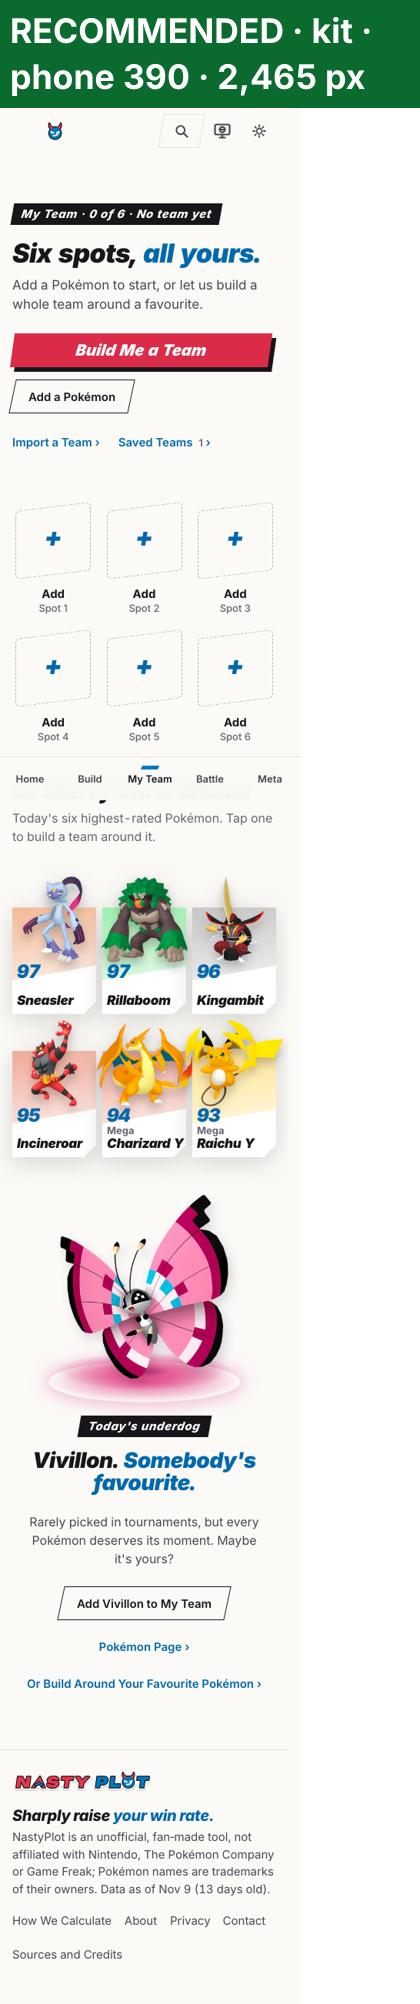 RECOMMENDED · kit ·
phone 390 · 2,465 px
My Team · 0 of 6 · No team yet
Six spots, all yours.
Add a Pokémon to start, or let us build a
whole team around a favourite.
Build Me a Team
Add a Pokémon
Import a Team ›
Saved Teams 1 ›
+
+
+
Add
Add
Add
Spot 1
Spot 2
Spot 3
+
+
+
Add
Add
Add
Spot 4
Spot 5
Spot 6
Home
Build
My Team
Battle
Meta
Today's six highest-rated Pokémon. Tap one
to build a team around it.
97
97
96
Sneasler
Rillaboom
Kingambit
95
94
93
Mega
Mega
Incineroar
Charizard Y
Raichu Y
Today's underdog
Vivillon. Somebody's
favourite.
Rarely picked in tournaments, but every
Pokémon deserves its moment. Maybe
it's yours?
Add Vivillon to My Team
Pokémon Page ›
Or Build Around Your Favourite Pokémon ›
NASTY PLOT
Sharply raise your win rate.
NastyPlot is an unofficial, fan-made tool, not
affiliated with Nintendo, The Pokémon Company
or Game Freak; Pokémon names are trademarks
of their owners. Data as of Nov 9 (13 days old).
How We Calculate
About
Privacy
Contact
Sources and Credits